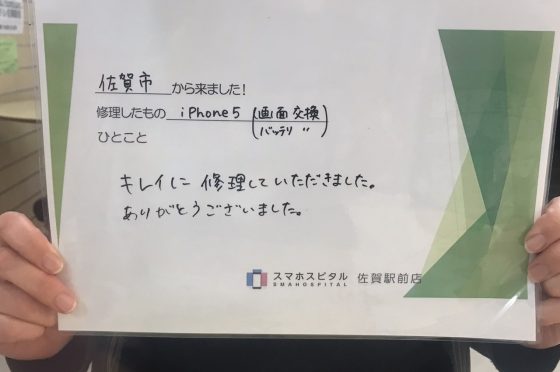 佐賀市 から来ました！
修理したもの iPhone5 (画面交換
バッテリ 〃)
ひとこと
キレイに修理していただきました。
ありがとうございました。
スマホスピタル 佐賀駅前店
SMAHOSPITAL